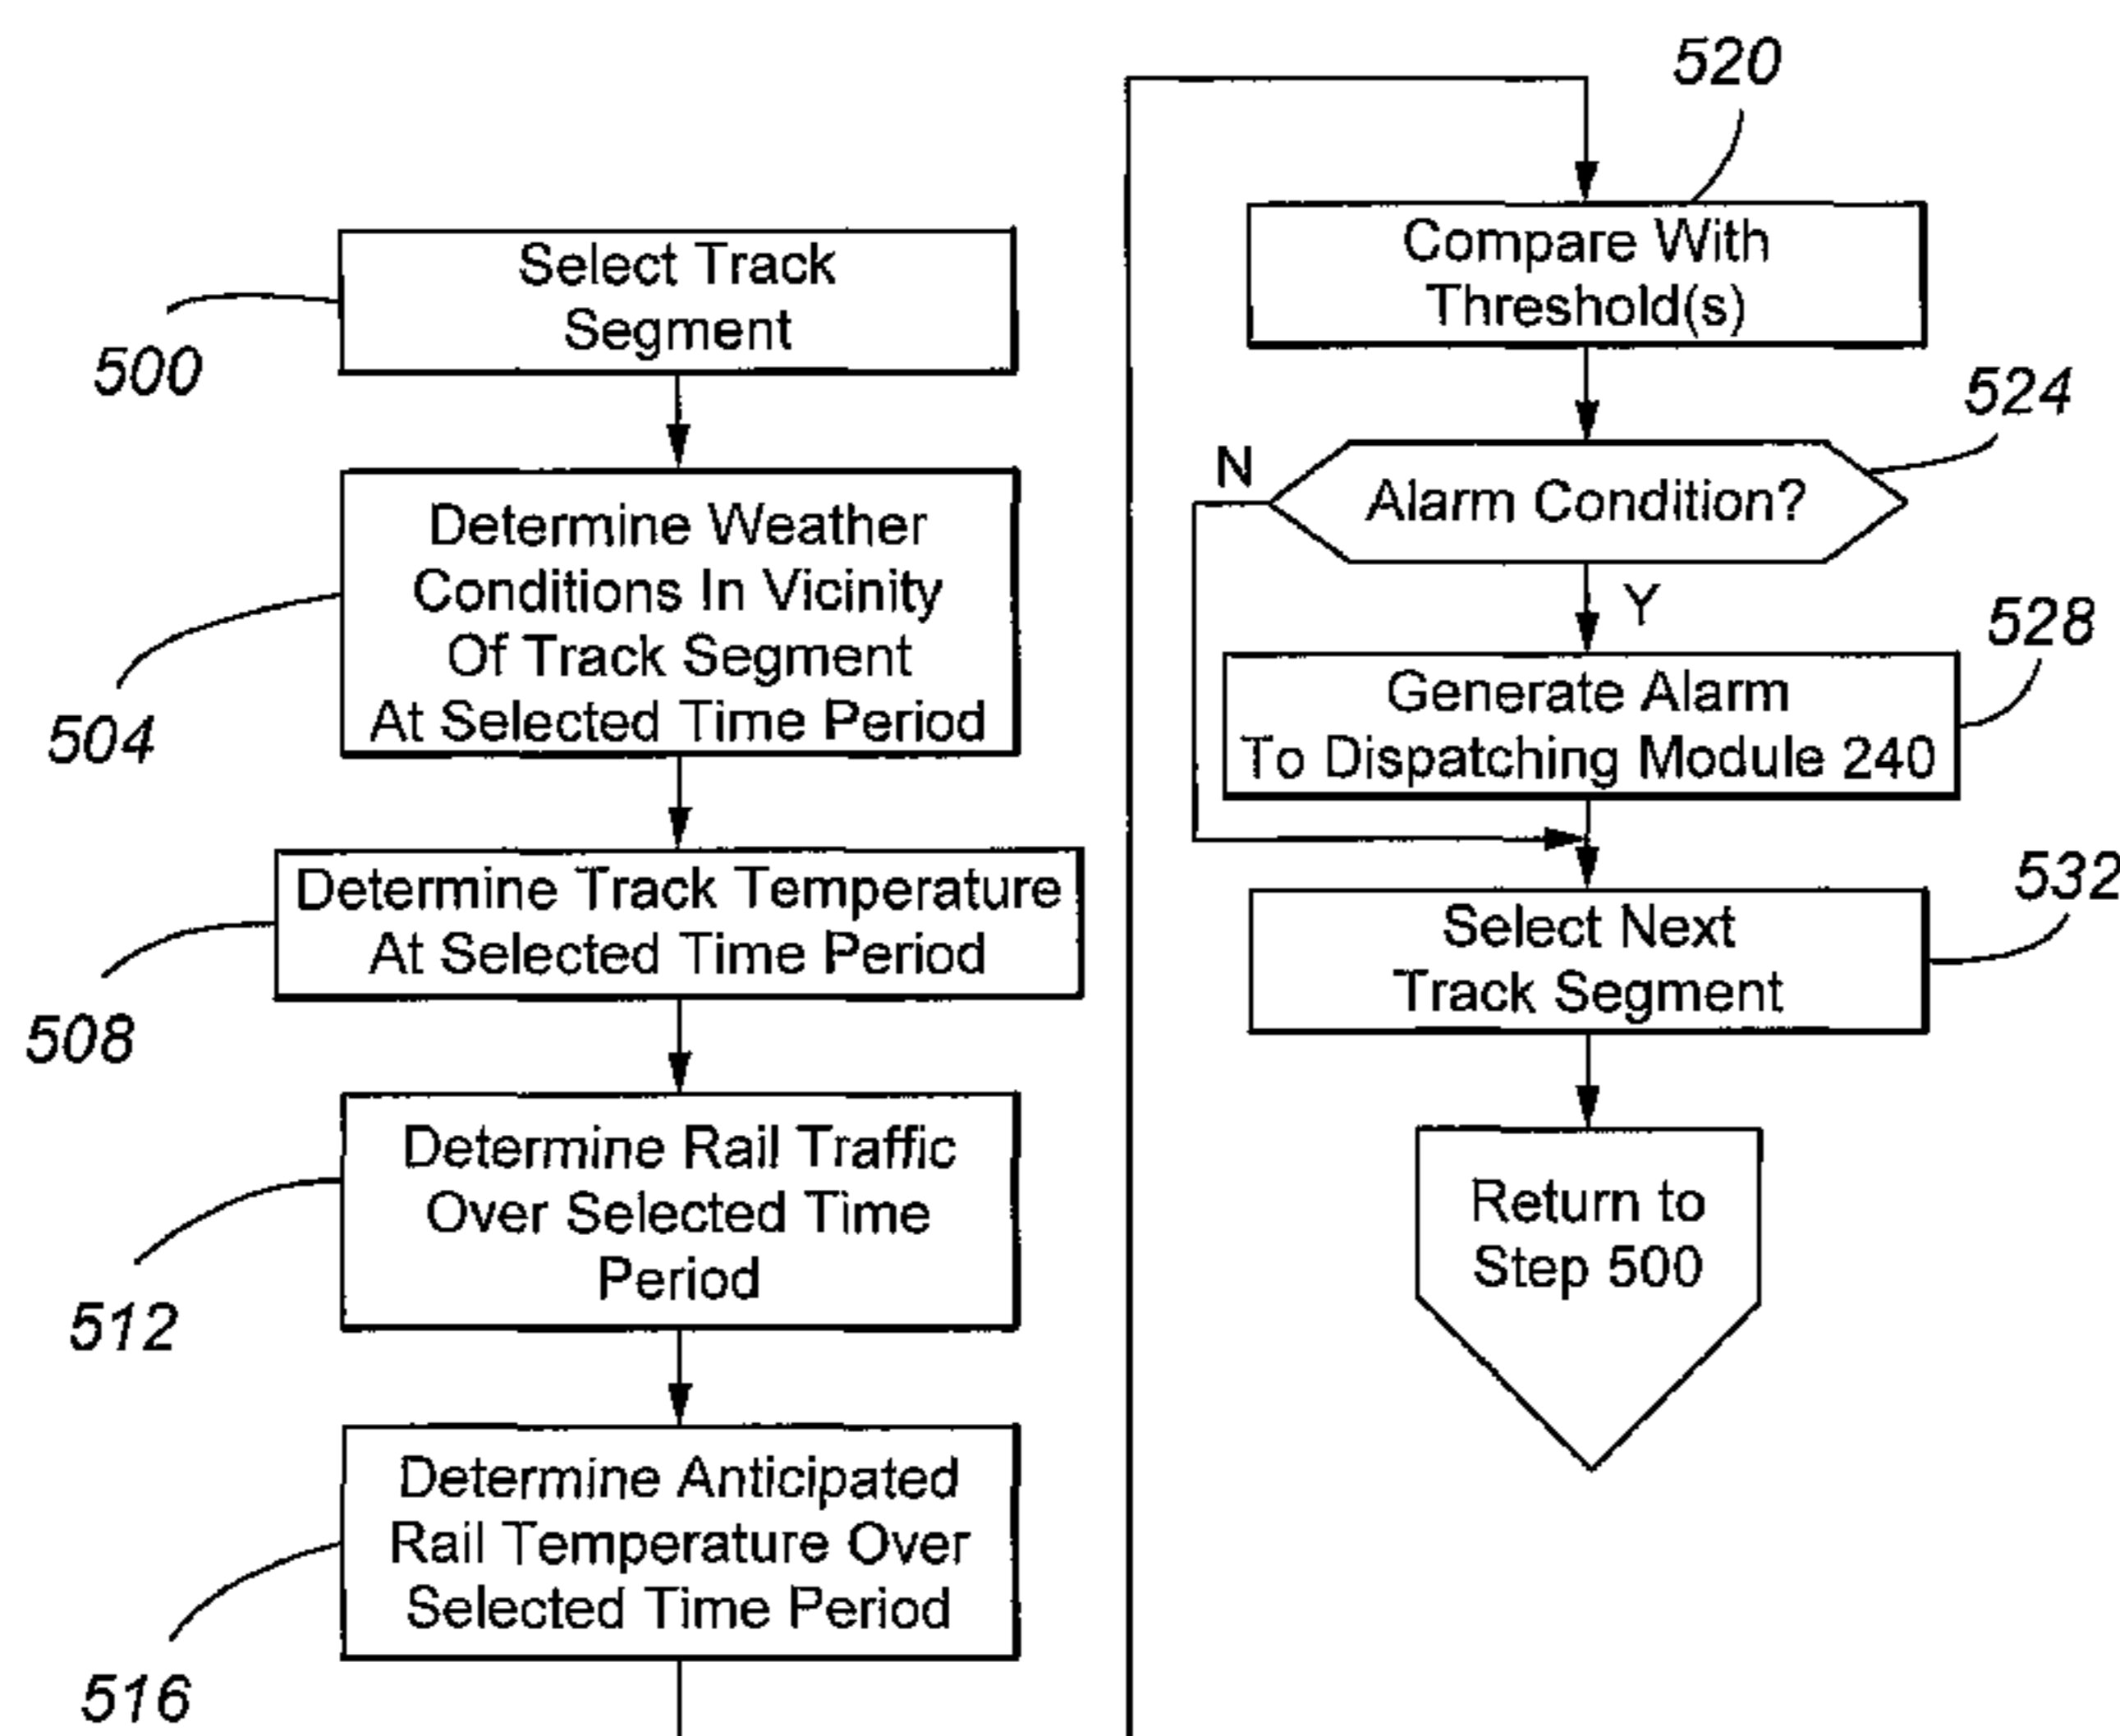 Select Track
Segment
500
Determine Weather
Conditions In Vicinity
Of Track Segment
At Selected Time Period
504
Determine Track Temperature
At Selected Time Period
508
Determine Rail Traffic
Over Selected Time
Period
512
Determine Anticipated
Rail Temperature Over
Selected Time Period
516
520
Compare With
Threshold(s)
524
N
Alarm Condition?
Y
528
Generate Alarm
To Dispatching Module 240
532
Select Next
Track Segment
Return to
Step 500